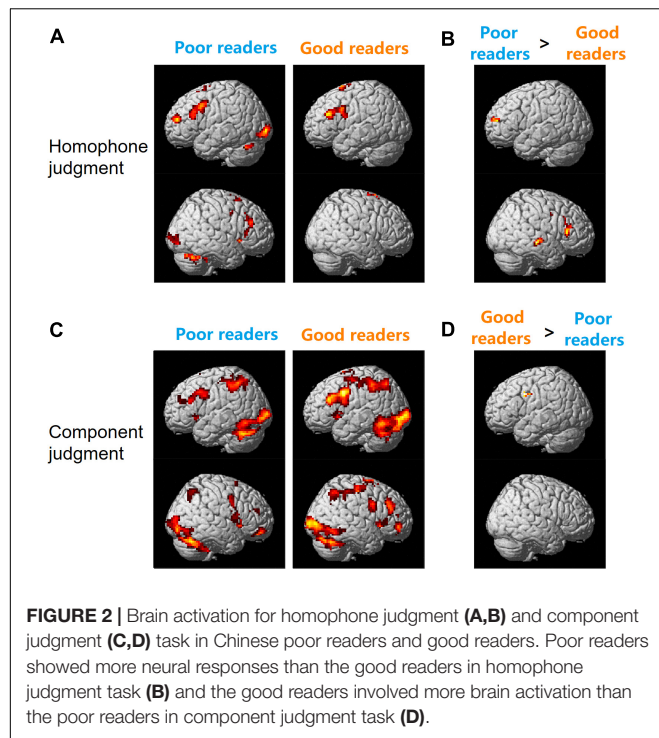 A
B
Poor readers
Good readers
Poor
readers
>
Good
readers
Homophone
judgment
C
D
Poor readers
Good readers
Good
readers
>
Poor
readers
Component
judgment
FIGURE 2 | Brain activation for homophone judgment (A,B) and component
judgment (C,D) task in Chinese poor readers and good readers. Poor readers
showed more neural responses than the good readers in homophone
judgment task (B) and the good readers involved more brain activation than
the poor readers in component judgment task (D).